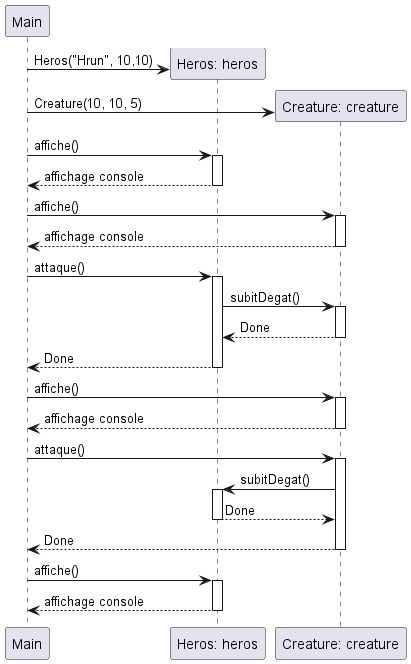 Main
Heros("Hrun", 10,10)
Heros: heros
Creature(10, 10, 5)
Creature: creature
affiche()
affichage console
affiche()
affichage console
attaque()
subitDegat()
Done
Done
affiche()
affichage console
attaque()
subitDegat()
Done
Done
affiche()
affichage console
Main Heros: heros Creature: creature